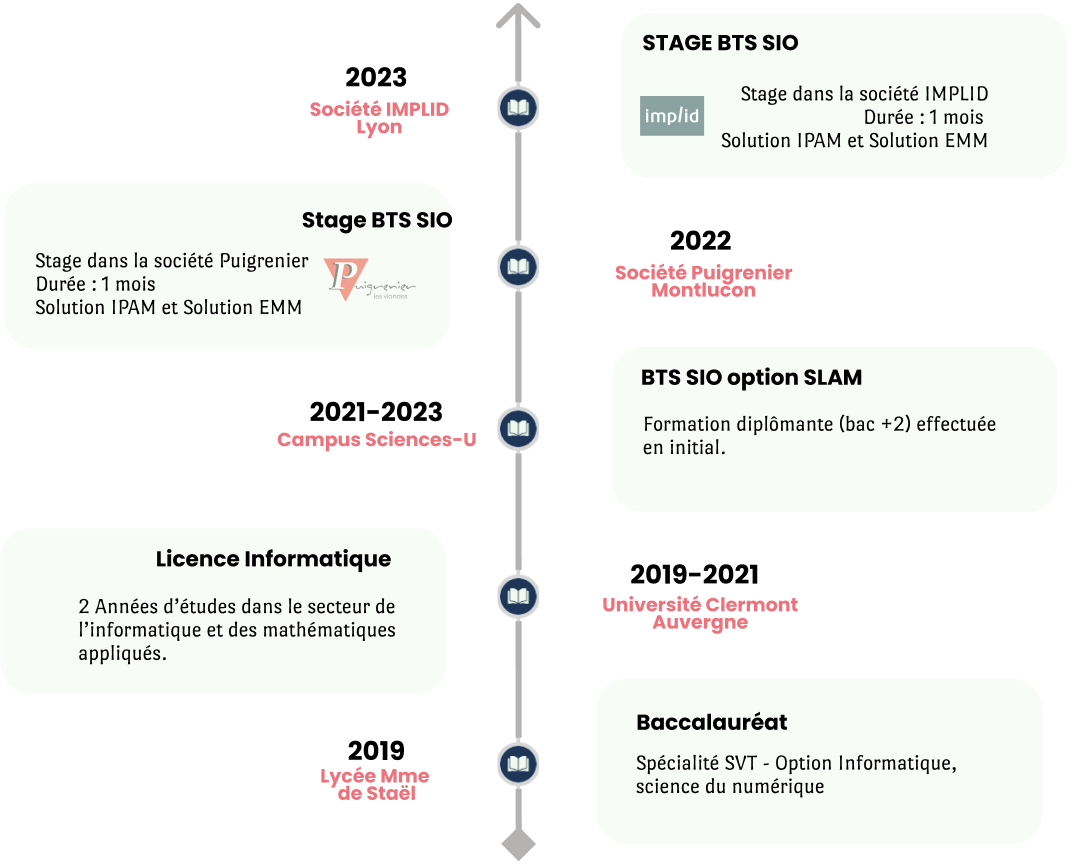 STAGE BTS SIO
2023
Société IMPLID
Lyon
implid
Stage dans la société IMPLID
Durée : 1 mois
Solution IPAM et Solution EMM
Stage BTS SIO
Stage dans la société Puigrenier
Durée : 1 mois
Solution IPAM et Solution EMM
Puigrenier
les viandes
2022
Société Puigrenier
Montlucon
BTS SIO option SLAM
2021-2023
Campus Sciences-U
Formation diplômante (bac +2) effectuée
en initial.
Licence Informatique
2 Années d’études dans le secteur de
l’informatique et des mathématiques
appliqués.
2019-2021
Université Clermont
Auvergne
Baccalauréat
2019
Lycée Mme
de Staël
Spécialité SVT - Option Informatique,
science du numérique